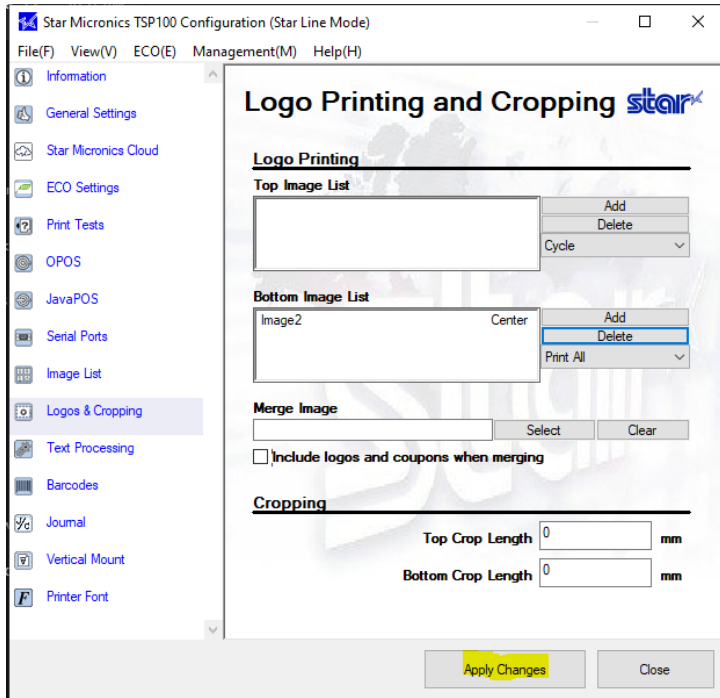 Star Micronics TSP100 Configuration (Star Line Mode)
File(F) View(V) ECO(E) Management(M) Help(H)
Information
General Settings
Star Micronics Cloud
ECO Settings
Print Tests
OPOS
JavaPOS
Serial Ports
Image List
Logos & Cropping
Text Processing
Barcodes
Journal
Vertical Mount
Printer Font
Logo Printing and Cropping star
Logo Printing
Top Image List
Add
Delete
Cycle
Bottom Image List
Image2 Center
Add
Delete
Print All
Merge Image
Select Clear
Include logos and coupons when merging
Cropping
Top Crop Length 0 mm
Bottom Crop Length 0 mm
Apply Changes Close